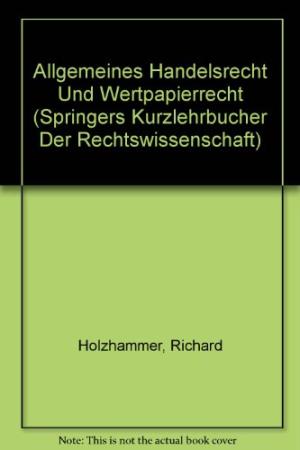 Allgemeines Handelsrecht
Und Wertpapierrecht
(Springers Kurzlehrbucher
Der Rechtswissenschaft)
Holzhammer, Richard
Note: This is not the actual book cover